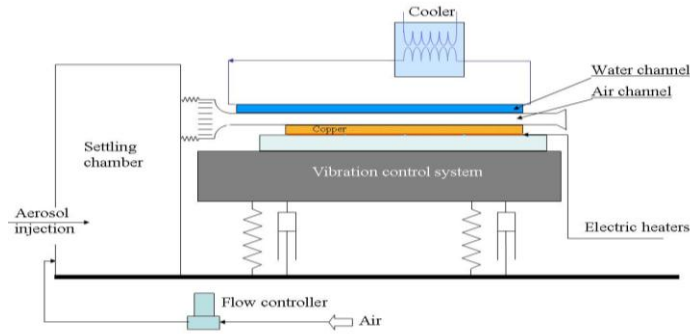 Cooler
Water channel
Air channel
Copper
Settling
chamber
Vibration control system
Aerosol
injection
Electric heaters
Flow controller
Air